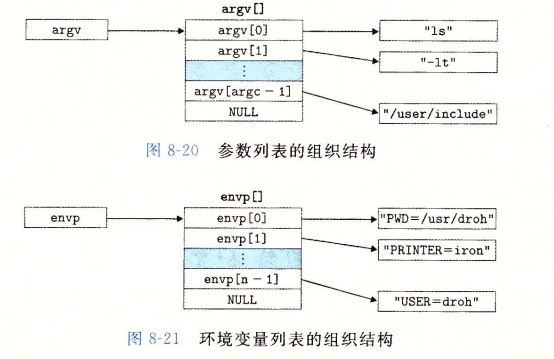 argv[]
argv
argv[0]
"ls"
argv[1]
"-lt"
⋮
argv[argc - 1]
"/user/include"
NULL
图 8-20 参数列表的组织结构
envp[]
envp
envp[0]
"PWD=/usr/droh"
envp[1]
"PRINTER=iron"
⋮
envp[n - 1]
NULL
"USER=droh"
图 8-21 环境变量列表的组织结构